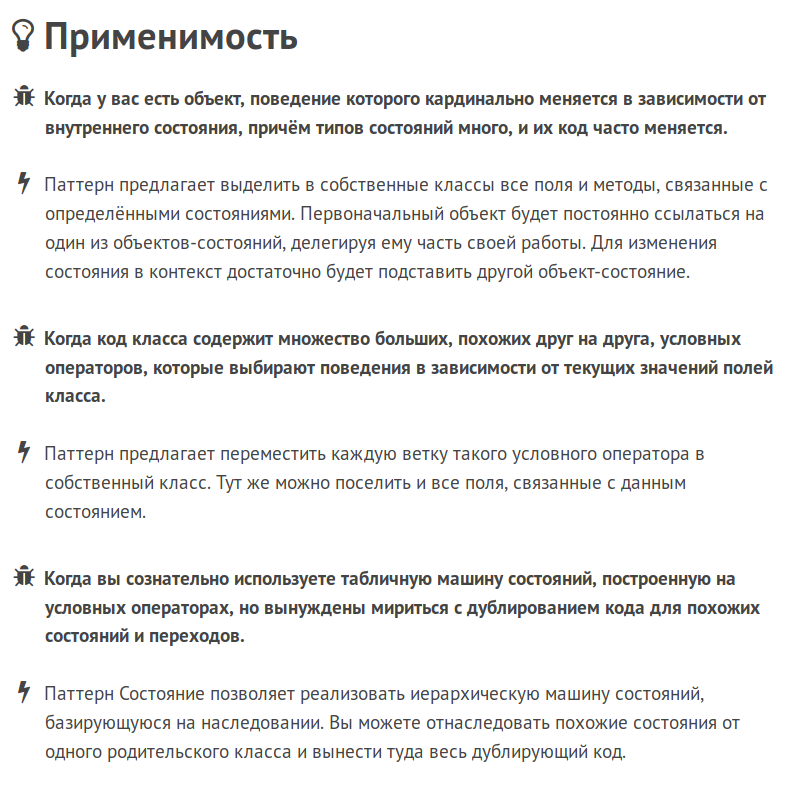 Применимость
Когда у вас есть объект, поведение которого кардинально меняется в зависимости от
внутреннего состояния, причём типов состояний много, и их код часто меняется.
Паттерн предлагает выделить в собственные классы все поля и методы, связанные с
определёнными состояниями. Первоначальный объект будет постоянно ссылаться на
один из объектов-состояний, делегируя ему часть своей работы. Для изменения
состояния в контекст достаточно будет подставить другой объект-состояние.
Когда код класса содержит множество больших, похожих друг на друга, условных
операторов, которые выбирают поведения в зависимости от текущих значений полей
класса.
Паттерн предлагает переместить каждую ветку такого условного оператора в
собственный класс. Тут же можно поселить и все поля, связанные с данным
состоянием.
Когда вы сознательно используете табличную машину состояний, построенную на
условных операторах, но вынуждены мириться с дублированием кода для похожих
состояний и переходов.
Паттерн Состояние позволяет реализовать иерархическую машину состояний,
базирующуюся на наследовании. Вы можете отнаследовать похожие состояния от
одного родительского класса и вынести туда весь дублирующий код.